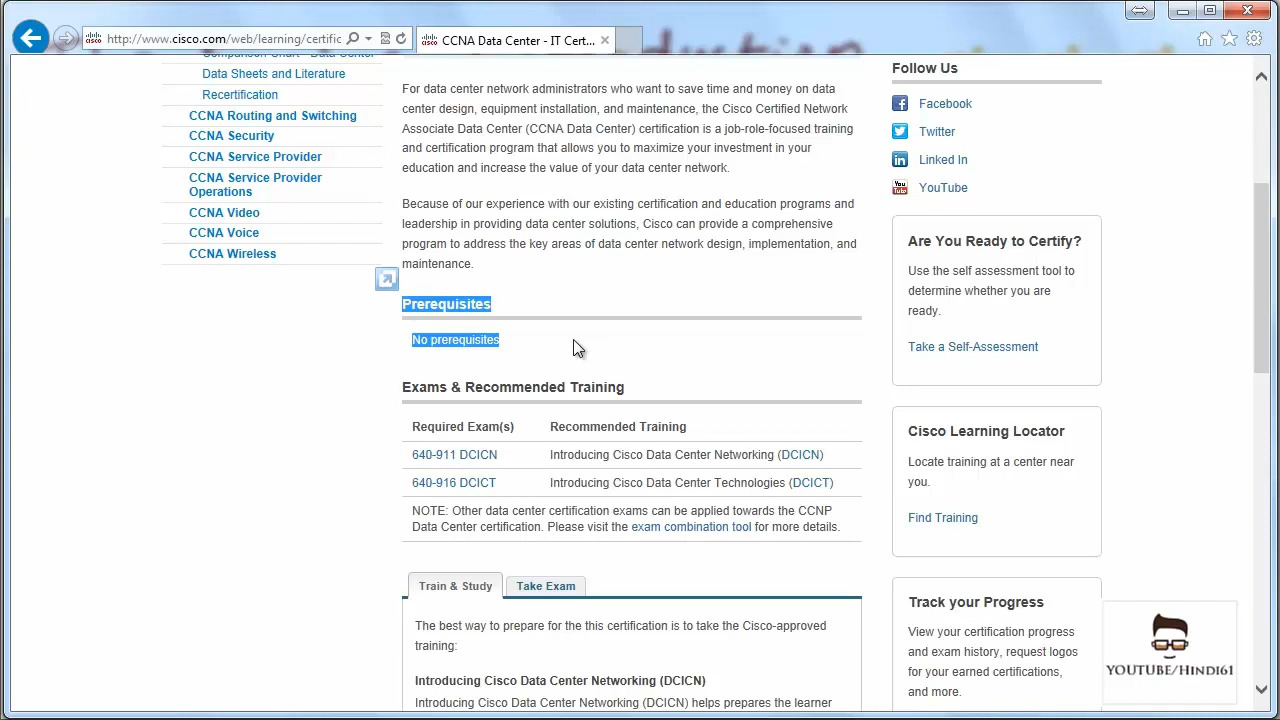 http://www.cisco.com/web/learning/certific
CCNA Data Center - IT Cert...
Data Sheets and Literature
Recertification
CCNA Routing and Switching
CCNA Security
CCNA Service Provider
CCNA Service Provider
Operations
CCNA Video
CCNA Voice
CCNA Wireless
For data center network administrators who want to save time and money on data
center design, equipment installation, and maintenance, the Cisco Certified Network
Associate Data Center (CCNA Data Center) certification is a job-role-focused training
and certification program that allows you to maximize your investment in your
education and increase the value of your data center network.
Because of our experience with our existing certification and education programs and
leadership in providing data center solutions, Cisco can provide a comprehensive
program to address the key areas of data center network design, implementation, and
maintenance.
Prerequisites
No prerequisites
Exams & Recommended Training
Required Exam(s) Recommended Training
640-911 DCICN Introducing Cisco Data Center Networking (DCICN)
640-916 DCICT Introducing Cisco Data Center Technologies (DCICT)
NOTE: Other data center certification exams can be applied towards the CCNP
Data Center certification. Please visit the exam combination tool for more details.
Train & Study Take Exam
The best way to prepare for the this certification is to take the Cisco-approved
training:
Introducing Cisco Data Center Networking (DCICN)
Introducing Cisco Data Center Networking (DCICN) helps prepares the learner
Follow Us
Facebook
Twitter
Linked In
YouTube
Are You Ready to Certify?
Use the self assessment tool to
determine whether you are
ready.
Take a Self-Assessment
Cisco Learning Locator
Locate training at a center near
you.
Find Training
Track your Progress
View your certification progress
and exam history, request logos
for your earned certifications,
and more.
YOUTUBE/HINDI61